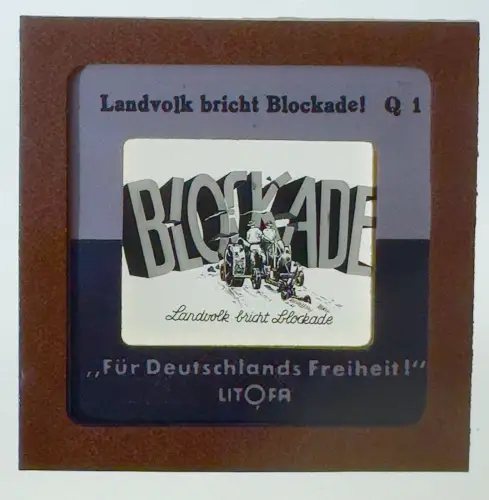 Landvolk bricht Blockade! Q 1
BLOCKADE
Landvolk bricht Blockade
„Für Deutschlands Freiheit!“
LITOFA